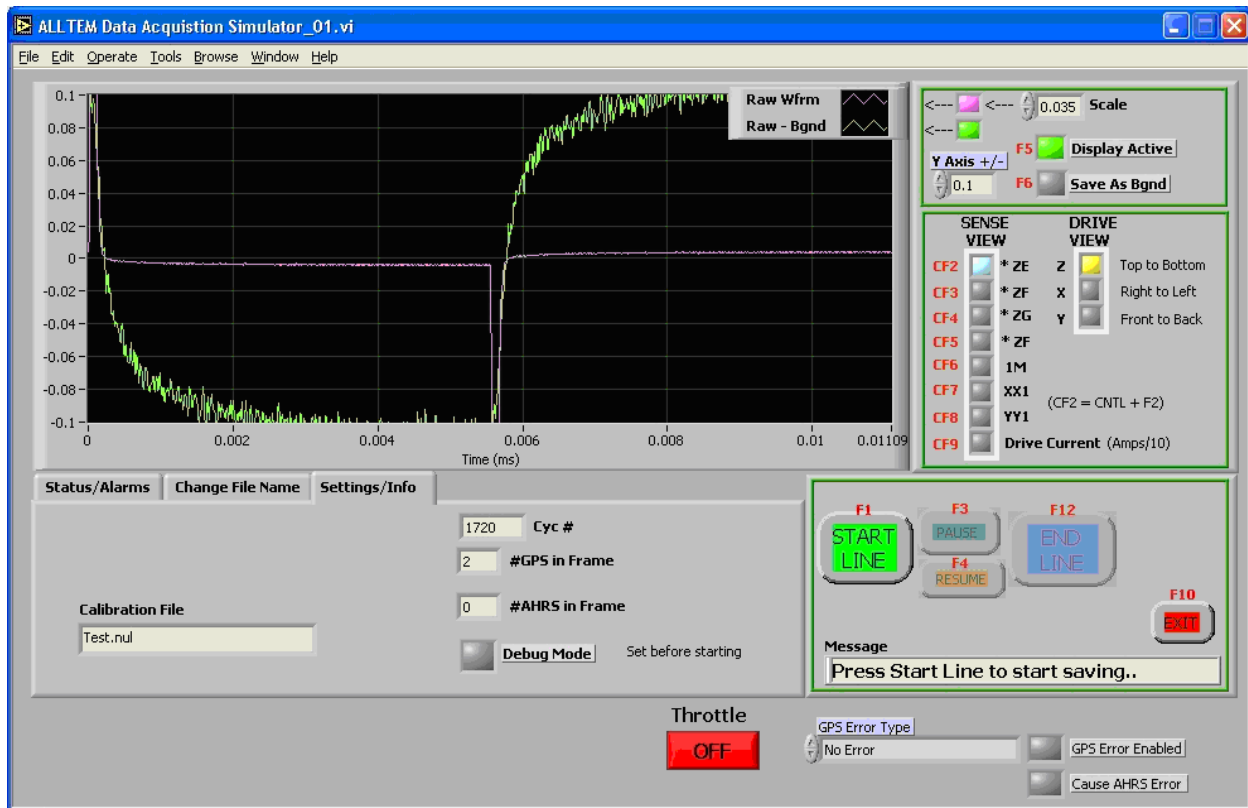 ALLTEM Data Acquistion Simulator_01.vi
File Edit Operate Tools Browse Window Help
0.1
0.08
0.06
0.04
0.02
0
-0.02
-0.04
-0.06
-0.08
-0.1
0 0.002 0.004 0.006 0.008 0.01 0.01109
Time (ms)
Raw Wfrm
Raw - Bgnd
<--- <--- 0.035 Scale
<---
F5 Display Active
Y Axis +/-
0.1 F6 Save As Bgnd
SENSE VIEW
DRIVE VIEW
CF2 * ZE
CF3 * ZF
CF4 * ZG
CF5 * ZF
CF6 1M
CF7 XX1
CF8 YY1
CF9 Drive Current (Amps/10)
Z Top to Bottom
X Right to Left
Y Front to Back
(CF2 = CNTL + F2)
Status/Alarms Change File Name Settings/Info
1720 Cyc #
2 #GPS in Frame
0 #AHRS in Frame
Calibration File
Test.nul
Debug Mode Set before starting
F1
START
LINE
F3
PAUSE
F4
RESUME
F12
END
LINE
F10
EXIT
Message
Press Start Line to start saving..
Throttle
OFF
GPS Error Type
No Error
GPS Error Enabled
Cause AHRS Error